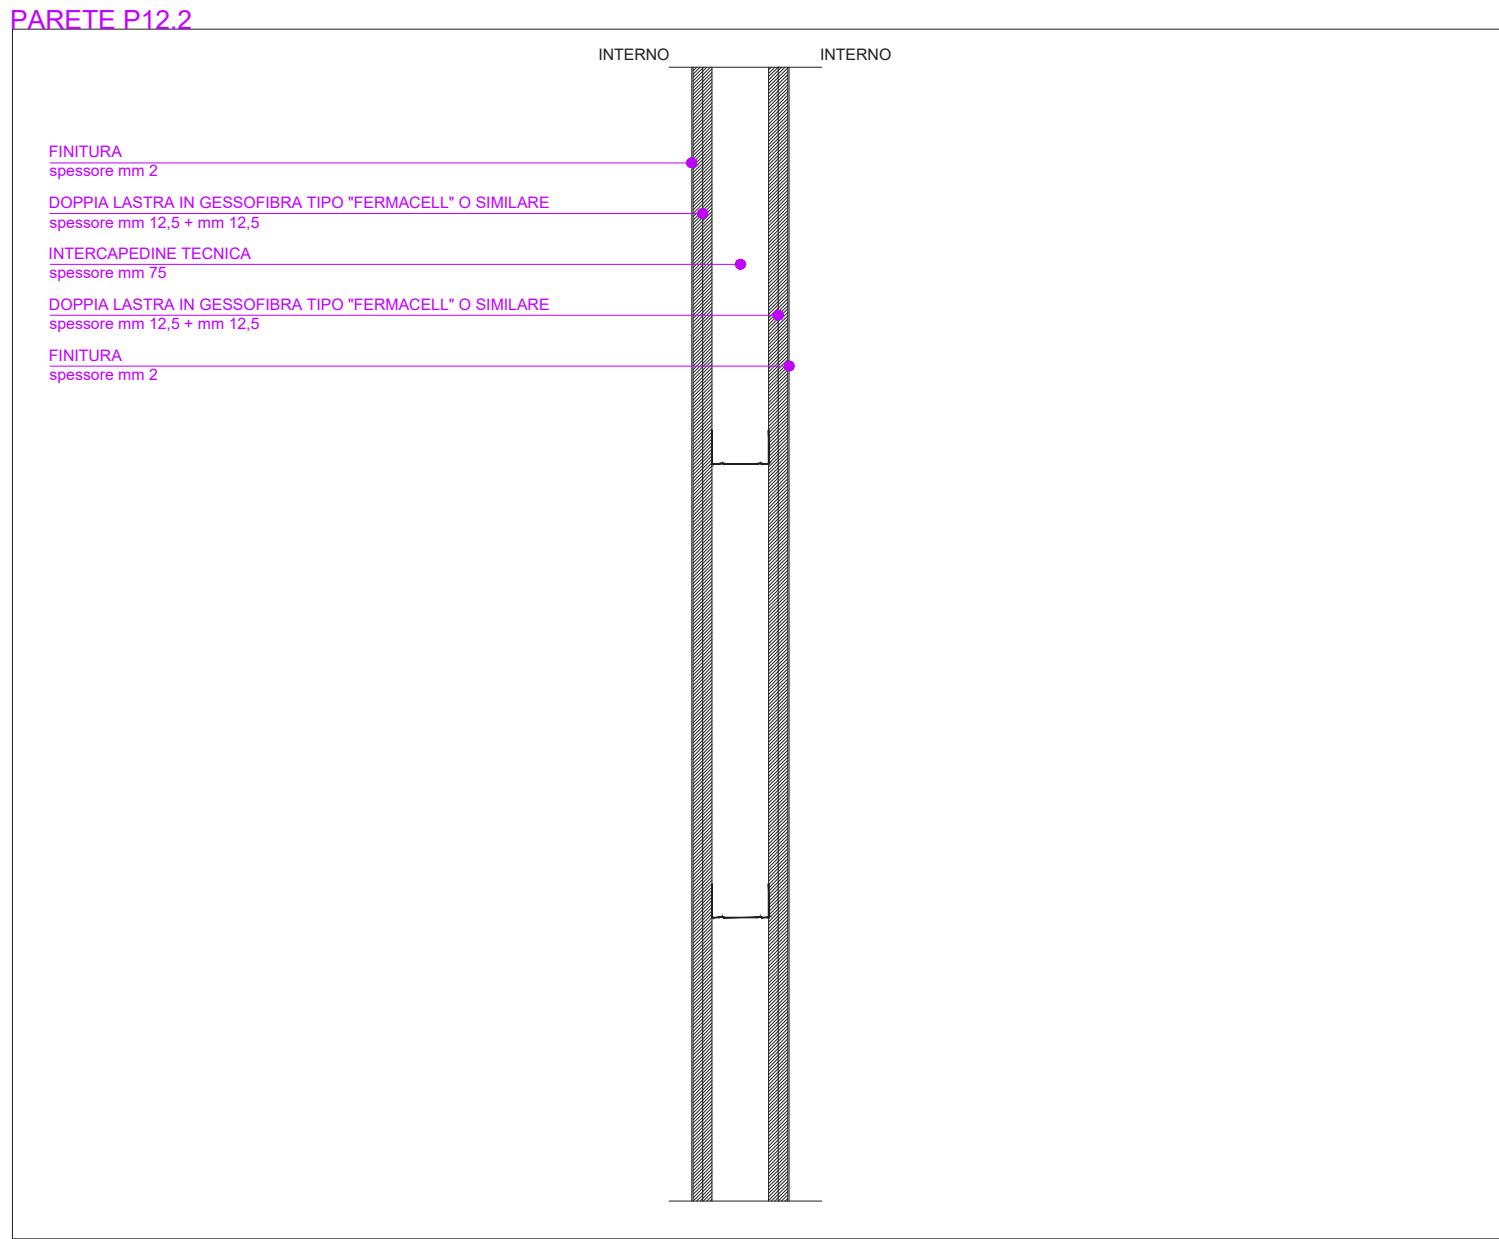 PARETE P12.2
INTERNO
INTERNO
FINITURA
spessore mm 2
DOPPIA LASTRA IN GESSOFIBRA TIPO "FERMACELL" O SIMILARE
spessore mm 12,5 + mm 12,5
INTERCAPEDINE TECNICA
spessore mm 75
DOPPIA LASTRA IN GESSOFIBRA TIPO "FERMACELL" O SIMILARE
spessore mm 12,5 + mm 12,5
FINITURA
spessore mm 2